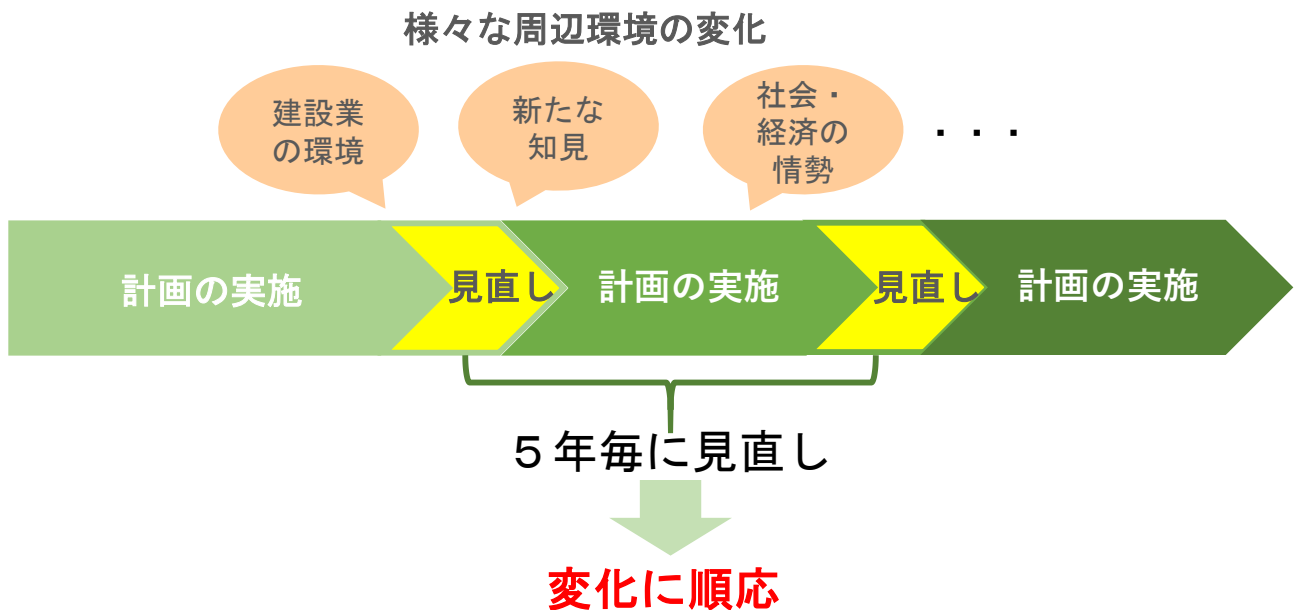 様々な周辺環境の変化
建設業
の環境
新たな
知見
社会・
経済の
情勢
・・・
計画の実施
見直し
計画の実施
見直し
計画の実施
５年毎に見直し
変化に順応